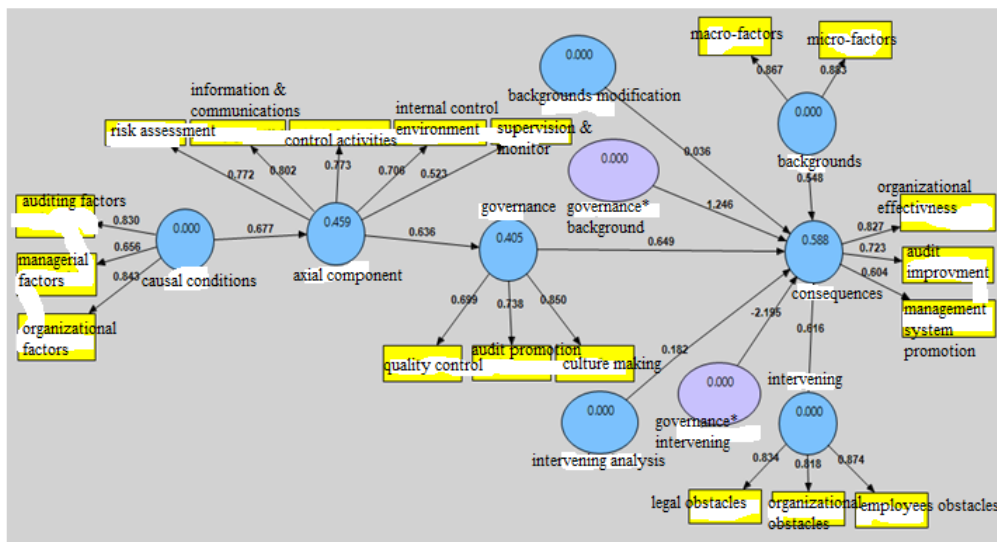 macro-factors
micro-factors
0.867
0.883
0.000
backgrounds
0.548
0.000
backgrounds modification
0.036
0.000
governance*
background
1.246
information &
communications
risk assessment
control activities
internal control
environment
supervision &
monitor
0.772
0.802
0.773
0.706
0.523
auditing factors
managerial
factors
organizational
factors
0.830
0.656
0.843
0.000
causal conditions
0.677
0.459
axial component
0.636
governance
0.405
0.649
0.699
0.738
0.850
quality control
audit promotion
culture making
0.588
consequences
organizational
effectivness
0.827
audit
improvment
0.723
management
system
promotion
0.604
0.182
0.000
intervening analysis
-2.195
0.000
governance*
intervening
0.616
intervening
0.000
0.834
0.818
0.874
legal obstacles
organizational
obstacles
employees obstacles